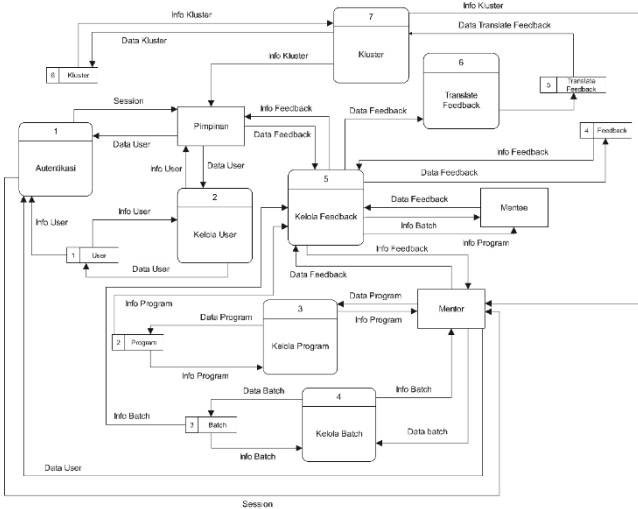 Info Kluster
7
Info Kluster
Data Kluster
Kluster
Data Translate Feedback
6 Kluster
Info Kluster
6
Translate
Feedback
5 Translate
Feedback
Session
Info Feedback
Data Feedback
4 Feedback
1
Autentikasi
Pimpinan
Data User
Data Feedback
Info User
Data User
Info Feedback
5
Kelola Feedback
Data Feedback
2
Kelola User
Info User
Info User
1 User
Data User
Data Feedback
Info Batch
Mentee
Info Program
Info Feedback
Data Feedback
Info Program
Data Program
Info Program
Mentor
3
Kelola Program
Data Program
2 Program
Info Program
Data Batch
4
Kelola Batch
Info Batch
Info Batch
3 Batch
Data batch
Info Batch
Data User
Session